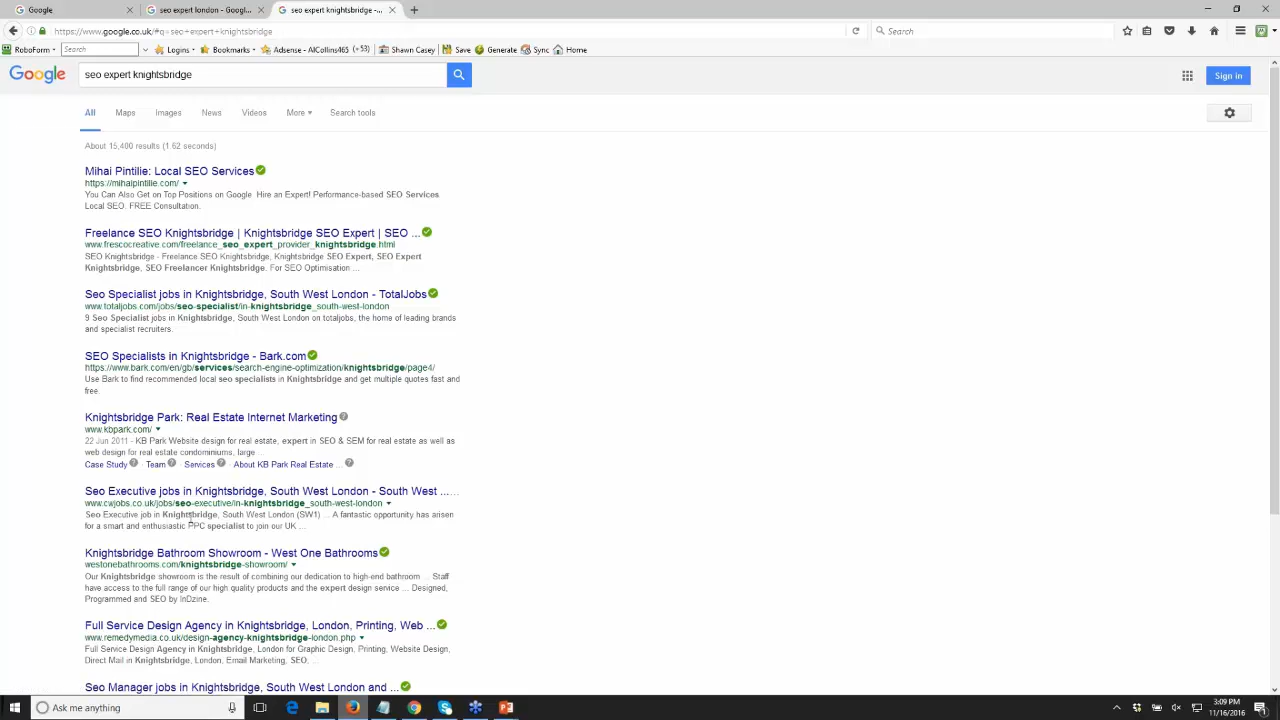 Google
seo expert london - googl...
seo expert knightsbridge -...
https://www.google.co.uk/#q=seo+expert+knightsbridge
Search
RoboForm
Search
Logins
Bookmarks
Adsense - AlCollins465
(+53)
Shawn Casey
Save
Generate
Sync
Home
Google
seo expert knightsbridge
Sign in
All Maps Images News Videos More Search tools
About 15,400 results (1.62 seconds)
Mihai Pintilie: Local SEO Services
https://mihaipintilie.com/
You Can Also Get on Top Positions on Google. Hire an Expert! Performance-based SEO Services.
Local SEO. FREE Consultation.
Freelance SEO Knightsbridge | Knightsbridge SEO Expert | SEO ...
www.frescocreative.com/freelance_seo_expert_provider_knightsbridge.html
SEO Knightsbridge - Freelance SEO Knightsbridge, Knightsbridge SEO Expert, SEO Expert
Knightsbridge, SEO Freelancer Knightsbridge. For SEO Optimisation ...
Seo Specialist jobs in Knightsbridge, South West London - TotalJobs
www.totaljobs.com/jobs/seo-specialist/in-knightsbridge_south-west-london
9 Seo Specialist jobs in Knightsbridge, South West London on totaljobs, the home of leading brands
and specialist recruiters.
SEO Specialists in Knightsbridge - Bark.com
https://www.bark.com/en/gb/services/search-engine-optimization/knightsbridge/page4/
Use Bark to find recommended local seo specialists in Knightsbridge and get multiple quotes fast and
free.
Knightsbridge Park: Real Estate Internet Marketing
www.kbpark.com/
22 Jun 2011 - KB Park Website design for real estate, expert in SEO & SEM for real estate as well as
web design for real estate condominiums, large ...
Case Study · Team · Services · About KB Park Real Estate ...
Seo Executive jobs in Knightsbridge, South West London - South West ...
www.cwjobs.co.uk/jobs/seo-executive/in-knightsbridge_south-west-london
Seo Executive job in Knightsbridge, South West London (SW1) ... A fantastic opportunity has arisen
for a smart and enthusiastic PPC specialist to join our UK ...
Knightsbridge Bathroom Showroom - West One Bathrooms
westonebathrooms.com/knightsbridge-showroom/
Our Knightsbridge showroom is the result of combining our dedication to high-end bathroom ... Staff
have access to the full range of our high quality products and the expert design service ... Designed,
Programmed and SEO by InDzine.
Full Service Design Agency in Knightsbridge, London, Printing, Web ...
www.remedymedia.co.uk/design-agency-knightsbridge-london.php
Full Service Design Agency in Knightsbridge, London for Graphic Design, Printing, Website Design,
Direct Mail in Knightsbridge, London, Email Marketing, SEO, ...
Seo Manager jobs in Knightsbridge, South West London and ...
Ask me anything
3:09 PM
11/16/2016